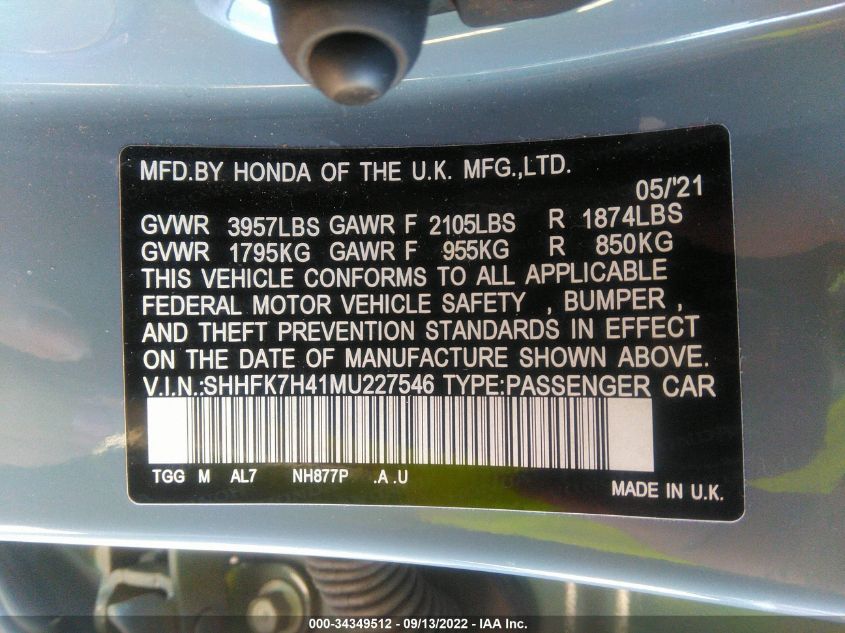 MFD.BY HONDA OF THE U.K. MFG.,LTD.
05/'21
GVWR 3957LBS GAWR F 2105LBS R 1874LBS
GVWR 1795KG GAWR F 955KG R 850KG
THIS VEHICLE CONFORMS TO ALL APPLICABLE
FEDERAL MOTOR VEHICLE SAFETY , BUMPER ,
AND THEFT PREVENTION STANDARDS IN EFFECT
ON THE DATE OF MANUFACTURE SHOWN ABOVE.
V.I.N.:SHHFK7H41MU227546 TYPE:PASSENGER CAR
TGG M AL7 NH877P .A .U
MADE IN U.K.
000-34349512 - 09/13/2022 - IAA Inc.